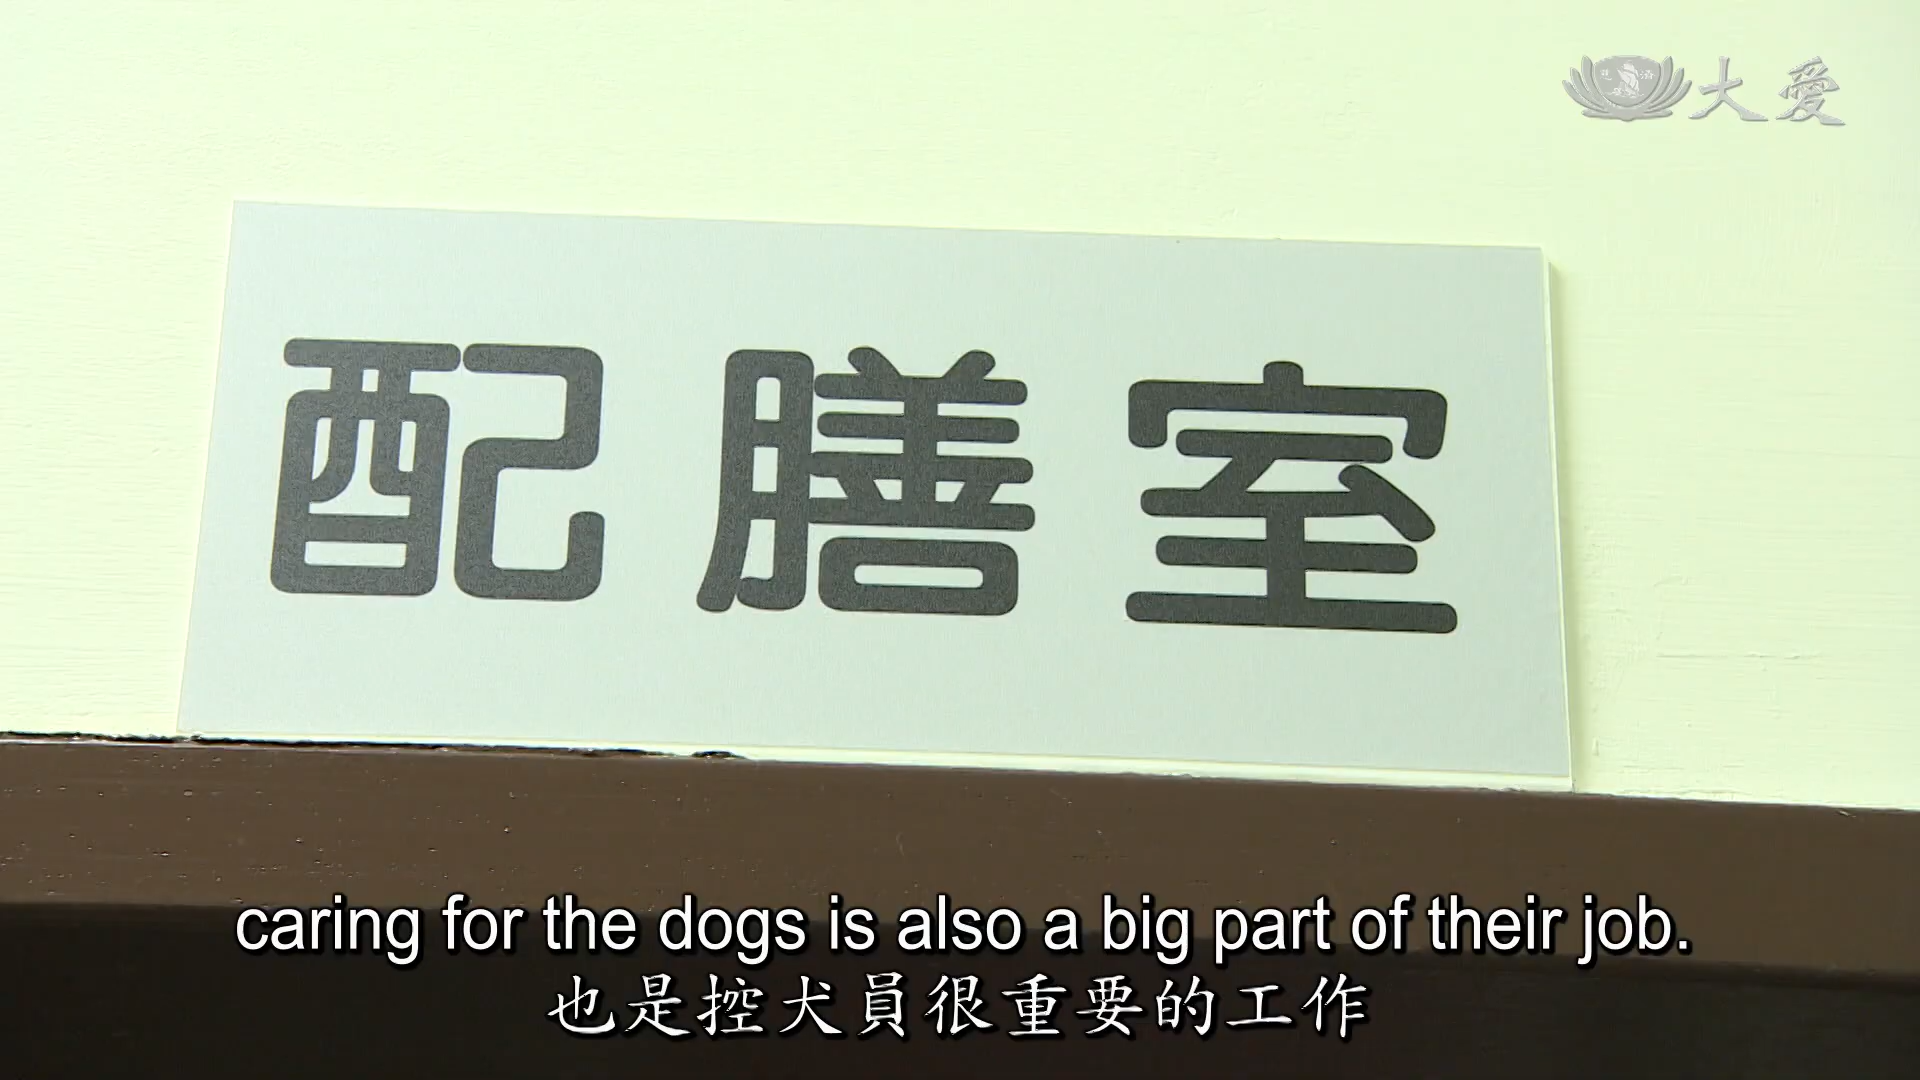 大愛
配膳室
caring for the dogs is also a big part of their job.
也是控犬員很重要的工作